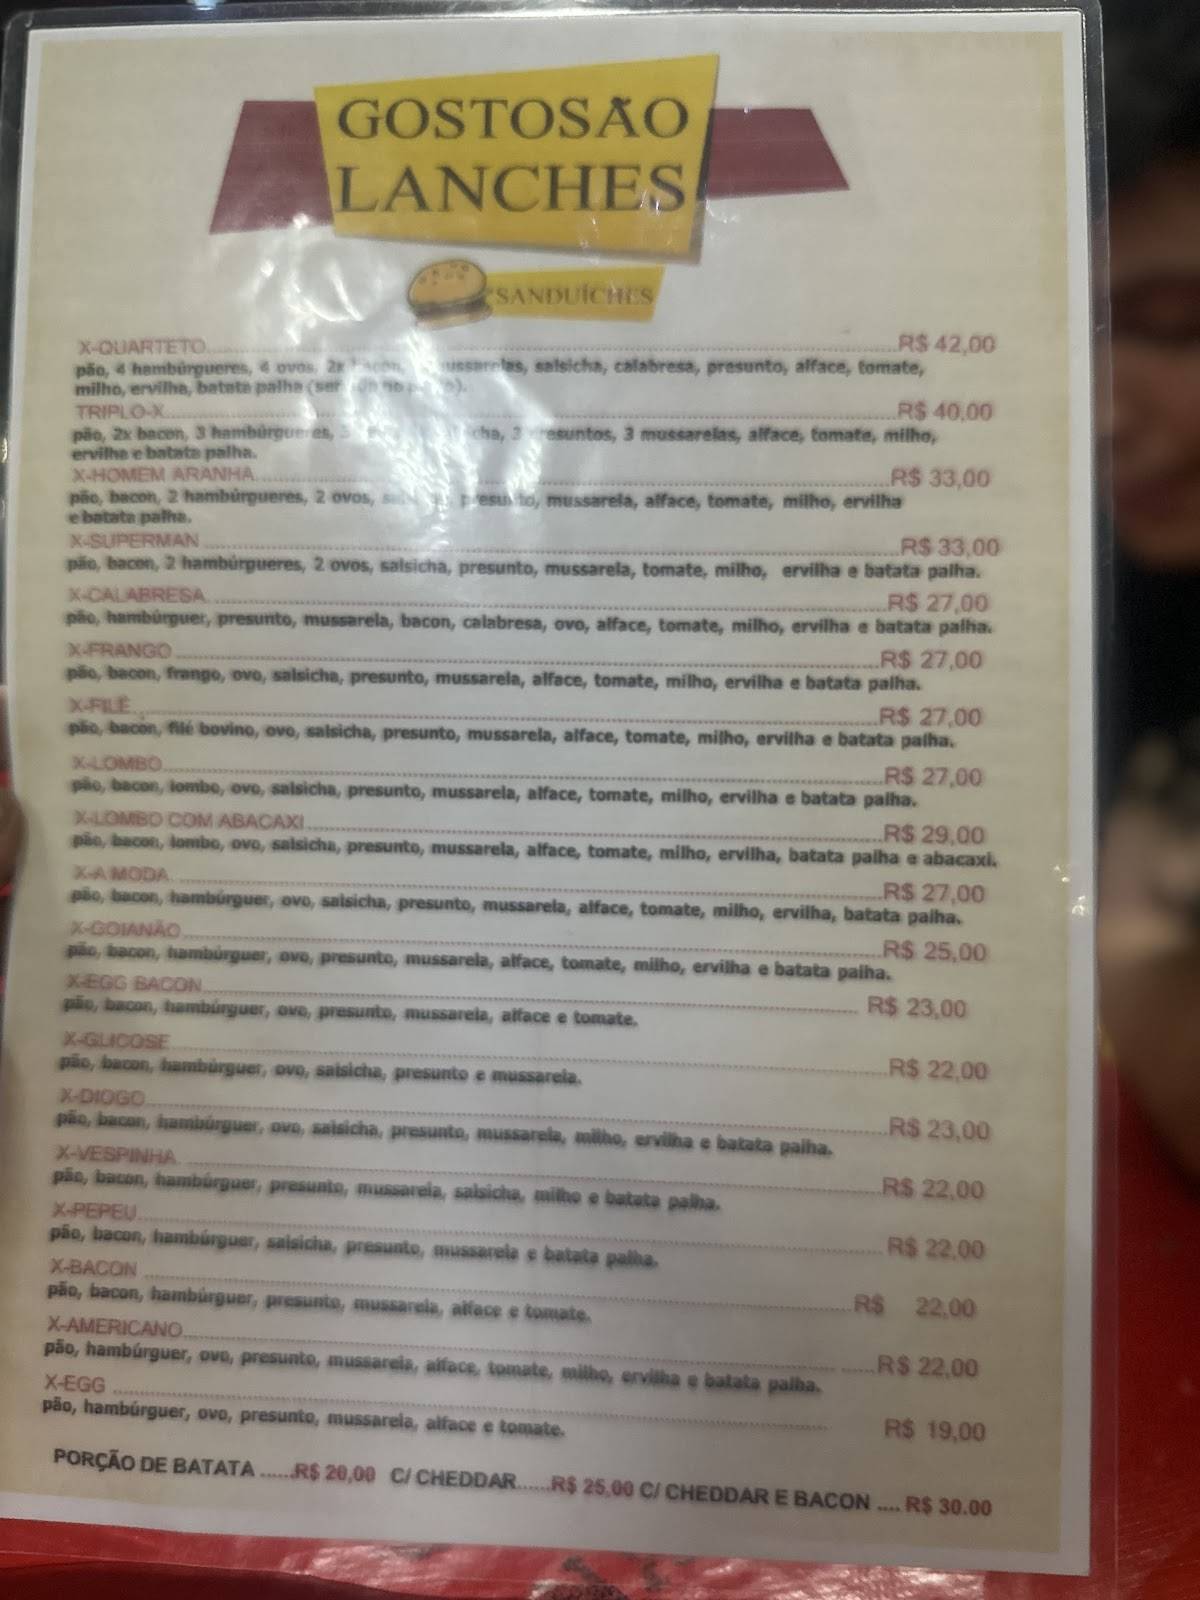 GOSTOSÃO
LANCHES
SANDUÍCHES
X-QUARTETO R$ 42,00
pão, 4 hambúrgueres, 4 ovos, 2x bacon, mussarelas, salsicha, calabresa, presunto, alface, tomate,
milho, ervilha, batata palha
TRIPLO-X R$ 40,00
pão, 2x bacon, 3 hambúrgueres, presuntos, 3 mussarelas, alface, tomate, milho,
ervilha e batata palha.
X-HOMEM ARANHA R$ 33,00
pão, bacon, 2 hambúrgueres, 2 ovos, presunto, mussarela, alface, tomate, milho, ervilha
e batata palha.
X-SUPERMAN R$ 33,00
pão, bacon, 2 hambúrgueres, 2 ovos, salsicha, presunto, mussarela, tomate, milho, ervilha e batata palha.
X-CALABRESA R$ 27,00
pão, hambúrguer, presunto, mussarela, bacon, calabresa, ovo, alface, tomate, milho, ervilha e batata palha.
X-FRANGO R$ 27,00
pão, bacon, frango, ovo, salsicha, presunto, mussarela, alface, tomate, milho, ervilha e batata palha.
X-FILÉ R$ 27,00
pão, bacon, filé bovino, ovo, salsicha, presunto, mussarela, alface, tomate, milho, ervilha e batata palha.
X-LOMBO R$ 27,00
pão, bacon, lombo, ovo, salsicha, presunto, mussarela, alface, tomate, milho, ervilha e batata palha.
X-LOMBO COM ABACAXI R$ 29,00
pão, bacon, lombo, ovo, salsicha, presunto, mussarela, alface, tomate, milho, ervilha, batata palha e abacaxi.
X-A MODA R$ 27,00
pão, bacon, hambúrguer, ovo, salsicha, presunto, mussarela, alface, tomate, milho, ervilha, batata palha.
X-GOIANÃO R$ 25,00
pão, bacon, hambúrguer, ovo, presunto, mussarela, alface, tomate, milho, ervilha e batata palha.
X-EGG BACON R$ 23,00
pão, bacon, hambúrguer, ovo, presunto, mussarela, alface e tomate.
X-GLICOSE R$ 22,00
pão, bacon, hambúrguer, ovo, salsicha, presunto e mussarela.
X-DIOGO R$ 23,00
pão, bacon, hambúrguer, ovo, salsicha, presunto, mussarela, milho, ervilha e batata palha.
X-VESPINHA R$ 22,00
pão, bacon, hambúrguer, presunto, mussarela, salsicha, milho e batata palha.
X-PEPEU R$ 22,00
pão, bacon, hambúrguer, salsicha, presunto, mussarela e batata palha.
X-BACON R$ 22,00
pão, bacon, hambúrguer, presunto, mussarela, alface e tomate.
X-AMERICANO R$ 22,00
pão, hambúrguer, ovo, presunto, mussarela, alface, tomate, milho, ervilha e batata palha.
X-EGG R$ 19,00
pão, hambúrguer, ovo, presunto, mussarela, alface e tomate.
PORÇÃO DE BATATA ......R$ 20,00 C/ CHEDDAR......R$ 25,00 C/ CHEDDAR E BACON .... R$ 30.00